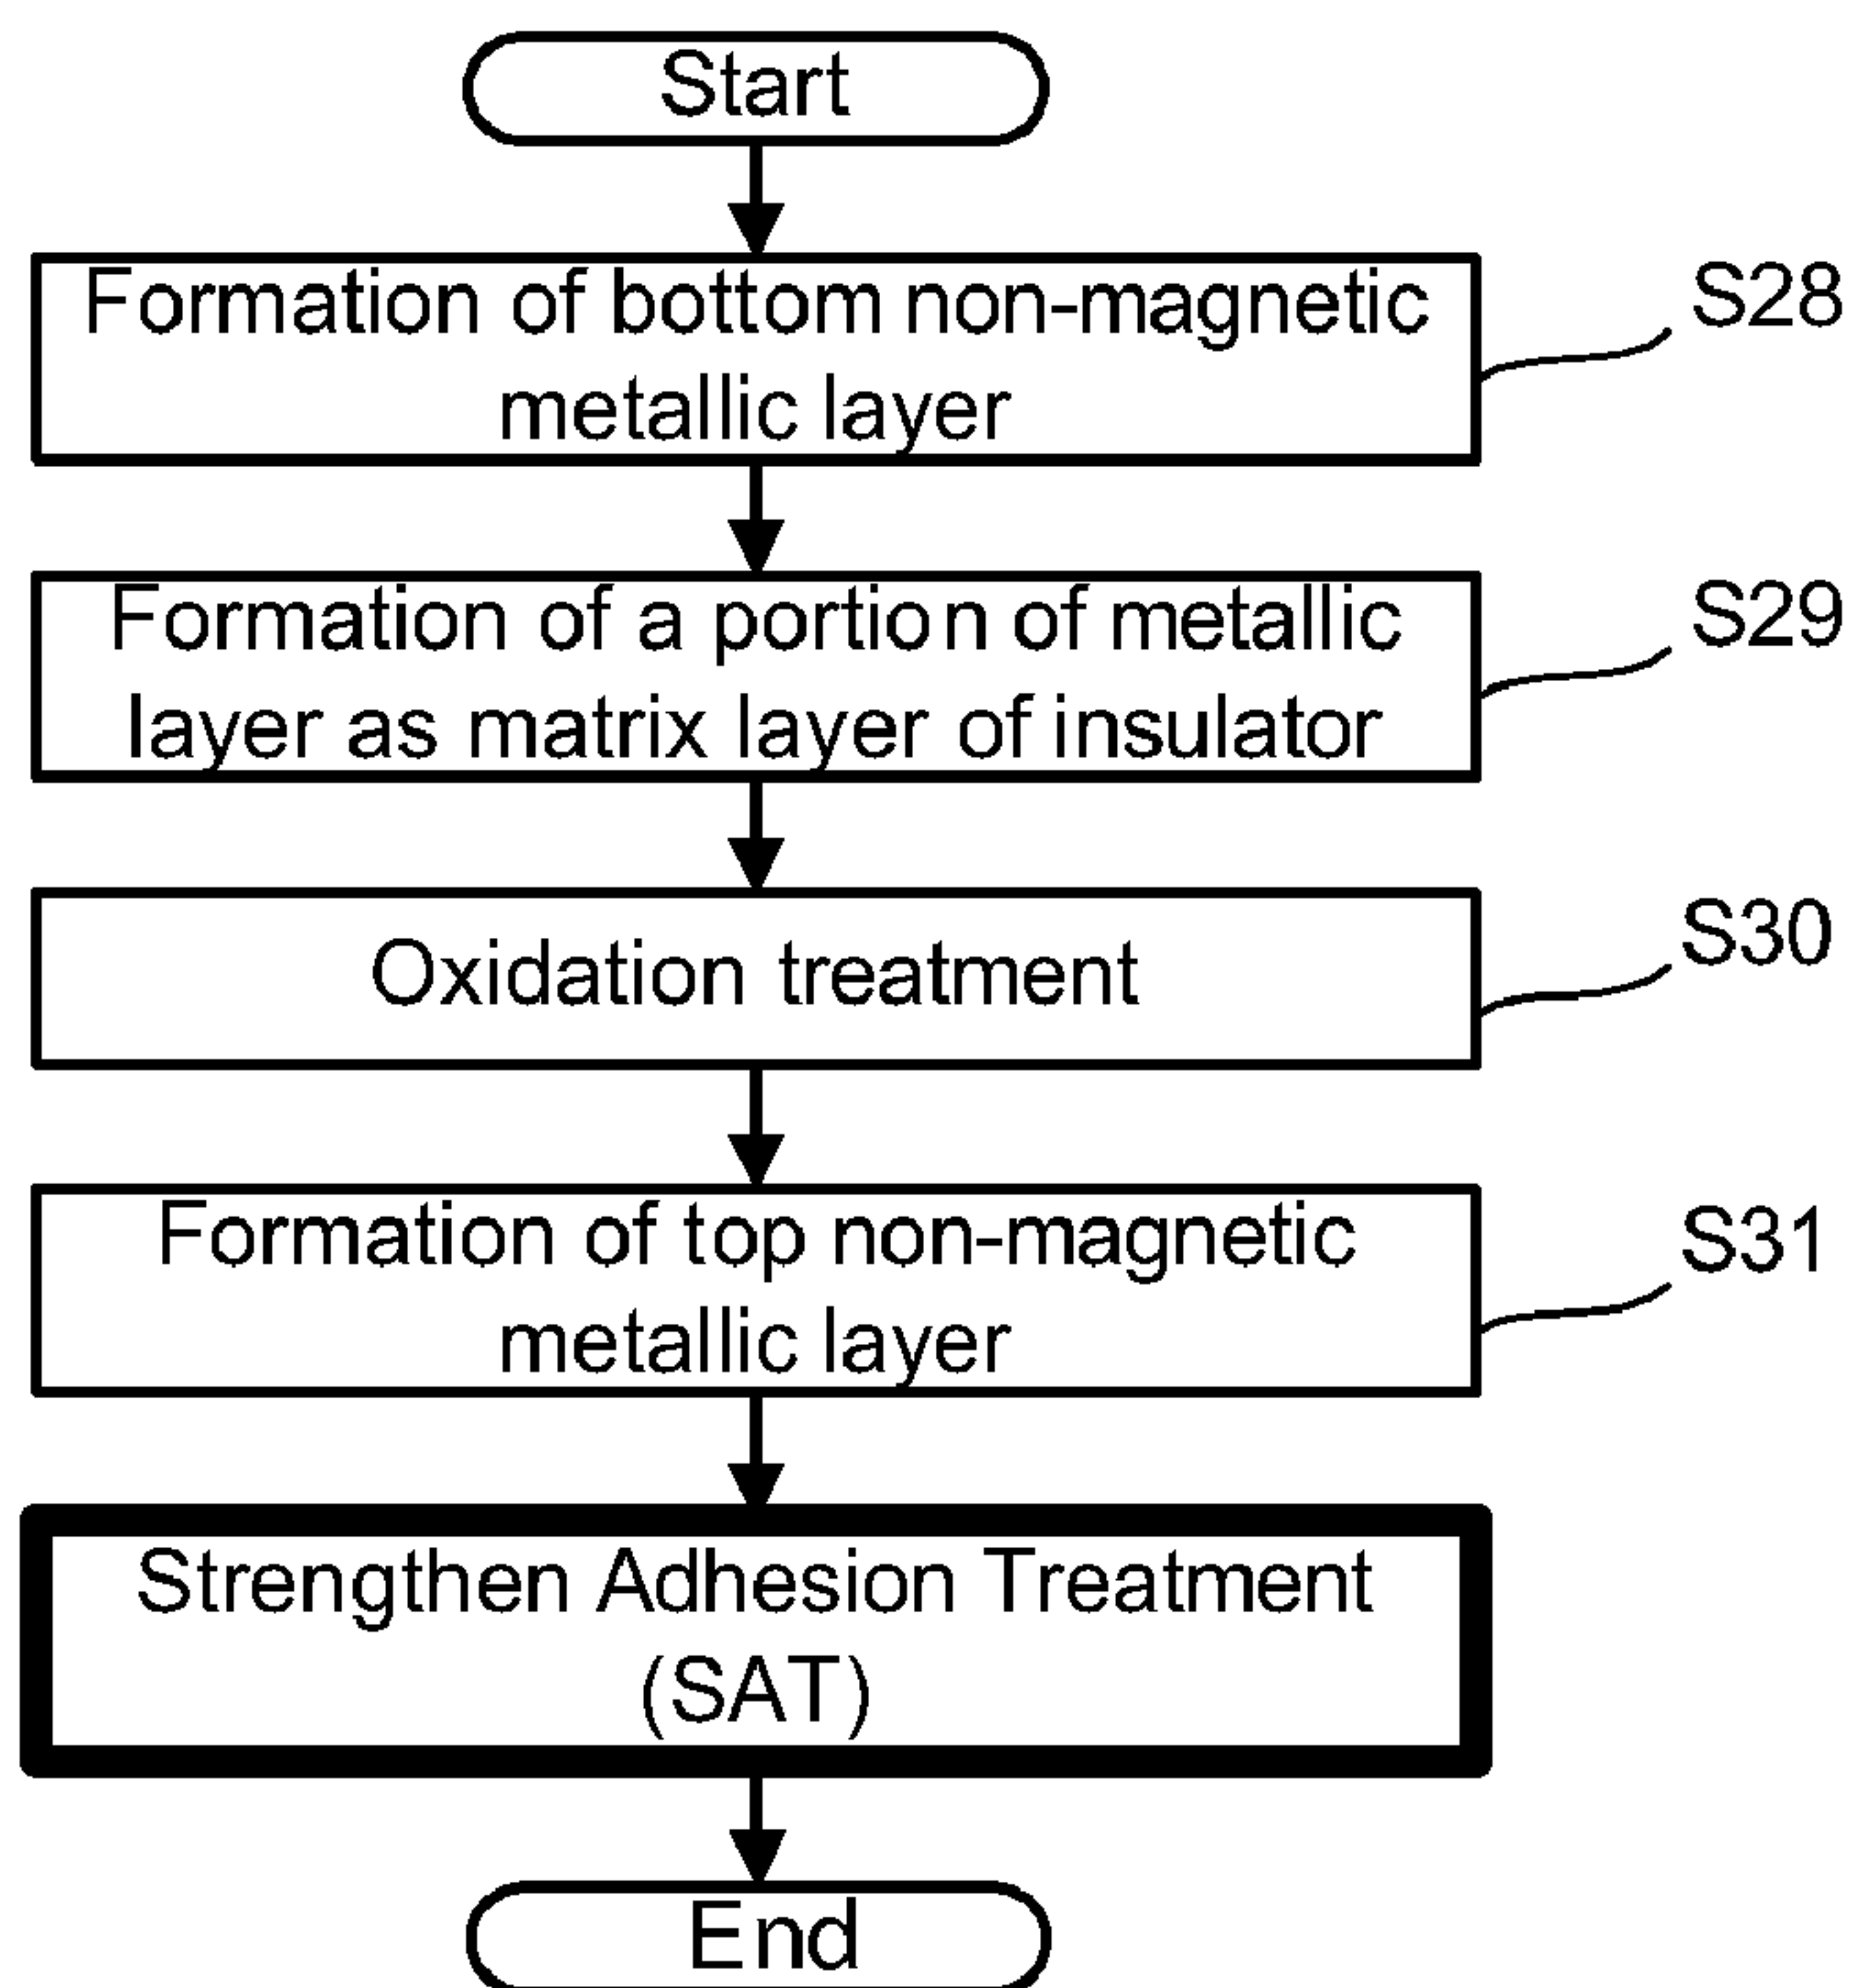 Start
Formation of bottom non-magnetic
metallic layer
S28
Formation of a portion of metallic
layer as matrix layer of insulator
S29
Oxidation treatment
S30
Formation of top non-magnetic
metallic layer
S31
Strengthen Adhesion Treatment
(SAT)
End